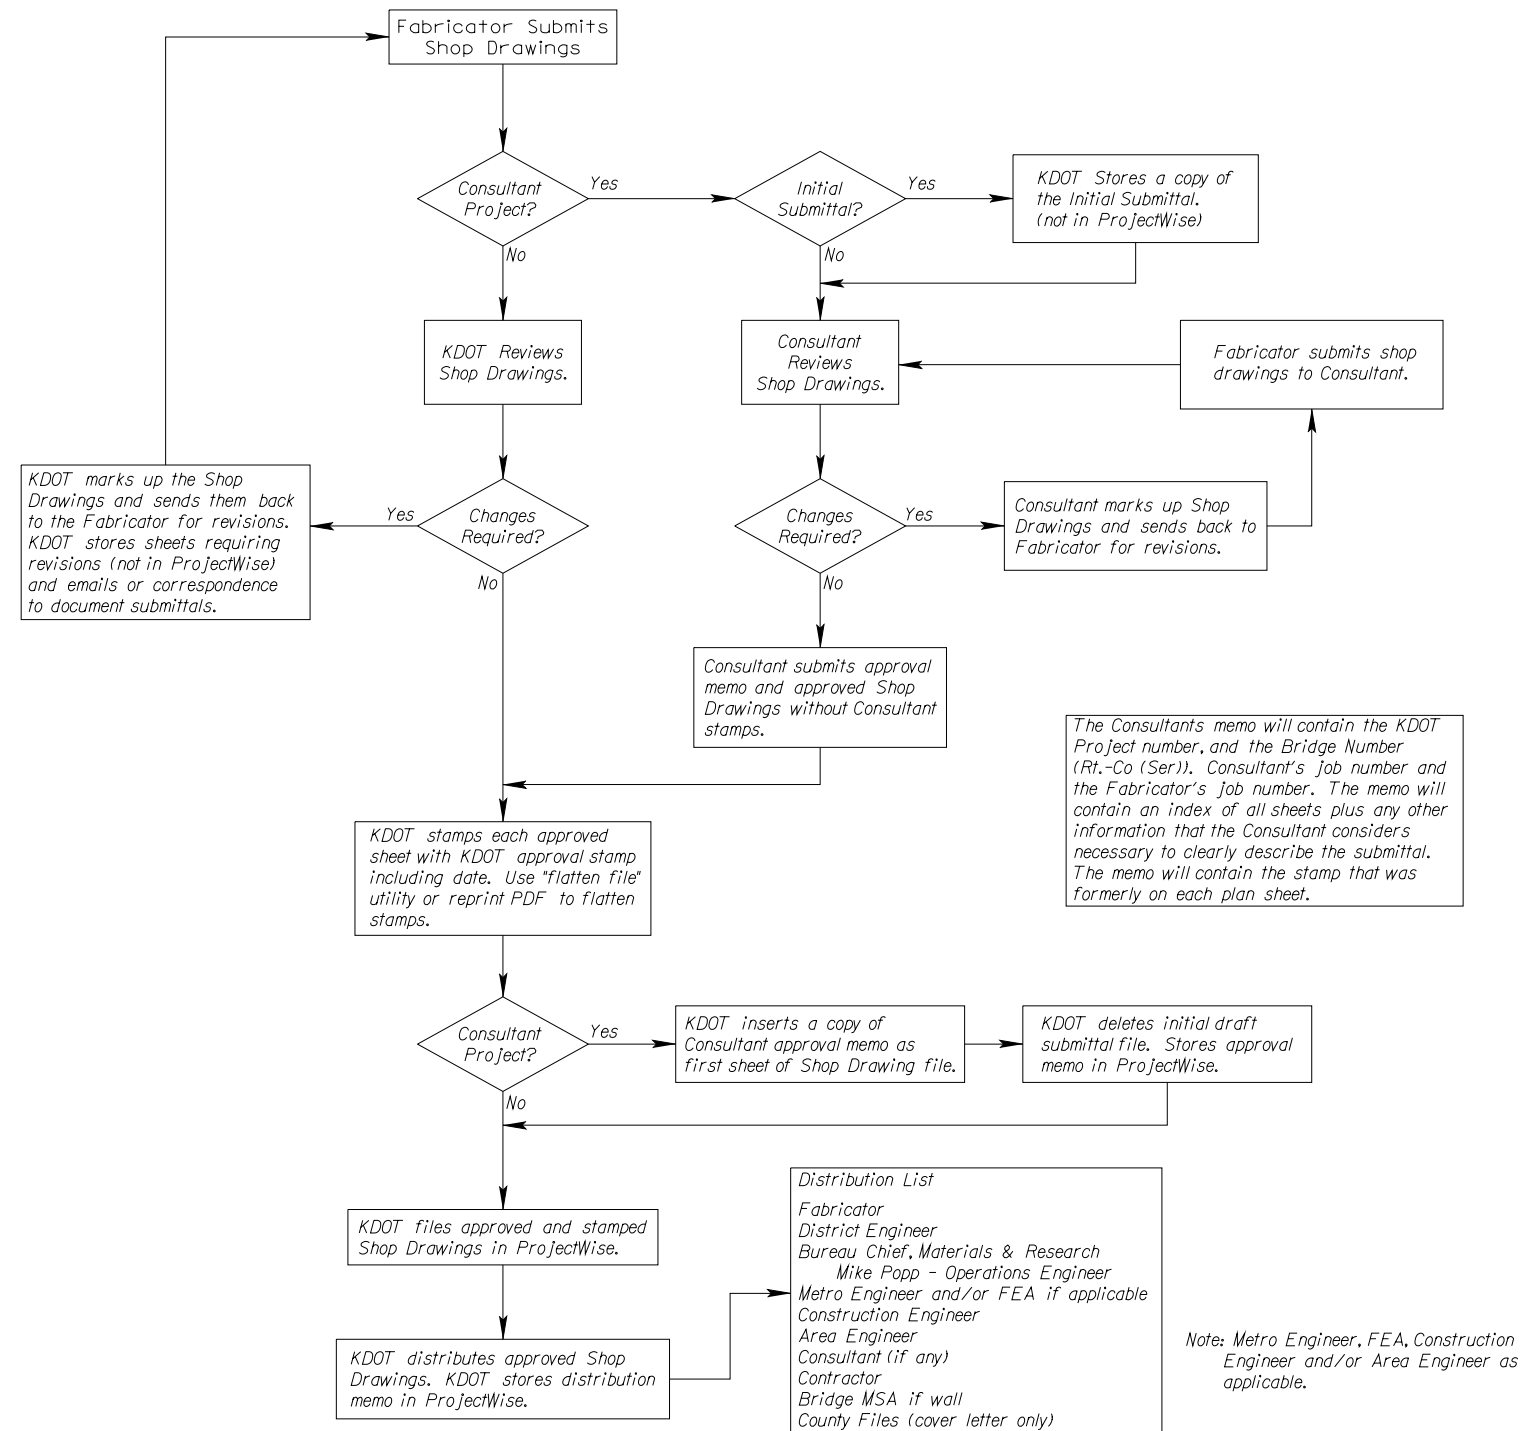 Fabricator Submits
Shop Drawings
Consultant
Project?
Yes
No
Initial
Submittal?
Yes
No
KDOT Stores a copy of
the Initial Submittal.
(not in ProjectWise)
KDOT Reviews
Shop Drawings.
Consultant
Reviews
Shop Drawings.
Fabricator submits shop
drawings to Consultant.
KDOT marks up the Shop
Drawings and sends them back
to the Fabricator for revisions.
KDOT stores sheets requiring
revisions (not in ProjectWise)
and emails or correspondence
to document submittals.
Yes
Changes
Required?
No
Changes
Required?
Yes
No
Consultant marks up Shop
Drawings and sends back to
Fabricator for revisions.
Consultant submits approval
memo and approved Shop
Drawings without Consultant
stamps.
The Consultants memo will contain the KDOT
Project number, and the Bridge Number
(Rt.-Co (Ser)). Consultant's job number and
the Fabricator's job number. The memo will
contain an index of all sheets plus any other
information that the Consultant considers
necessary to clearly describe the submittal.
The memo will contain the stamp that was
formerly on each plan sheet.
KDOT stamps each approved
sheet with KDOT approval stamp
including date. Use "flatten file"
utility or reprint PDF to flatten
stamps.
Consultant
Project?
Yes
No
KDOT inserts a copy of
Consultant approval memo as
first sheet of Shop Drawing file.
KDOT deletes initial draft
submittal file. Stores approval
memo in ProjectWise.
KDOT files approved and stamped
Shop Drawings in ProjectWise.
KDOT distributes approved Shop
Drawings. KDOT stores distribution
memo in ProjectWise.
Distribution List
Fabricator
District Engineer
Bureau Chief, Materials & Research
Mike Popp - Operations Engineer
Metro Engineer and/or FEA if applicable
Construction Engineer
Area Engineer
Consultant (if any)
Contractor
Bridge MSA if wall
County Files (cover letter only)
Note: Metro Engineer, FEA, Construction
Engineer and/or Area Engineer as
applicable.